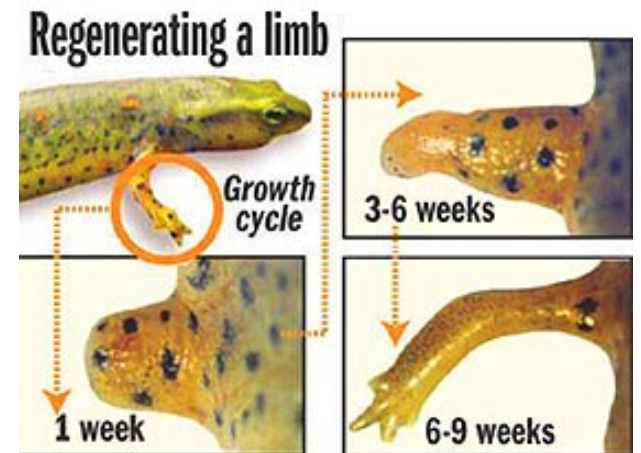 Regenerating a limb
Growth
cycle
1 week
3-6 weeks
6-9 weeks